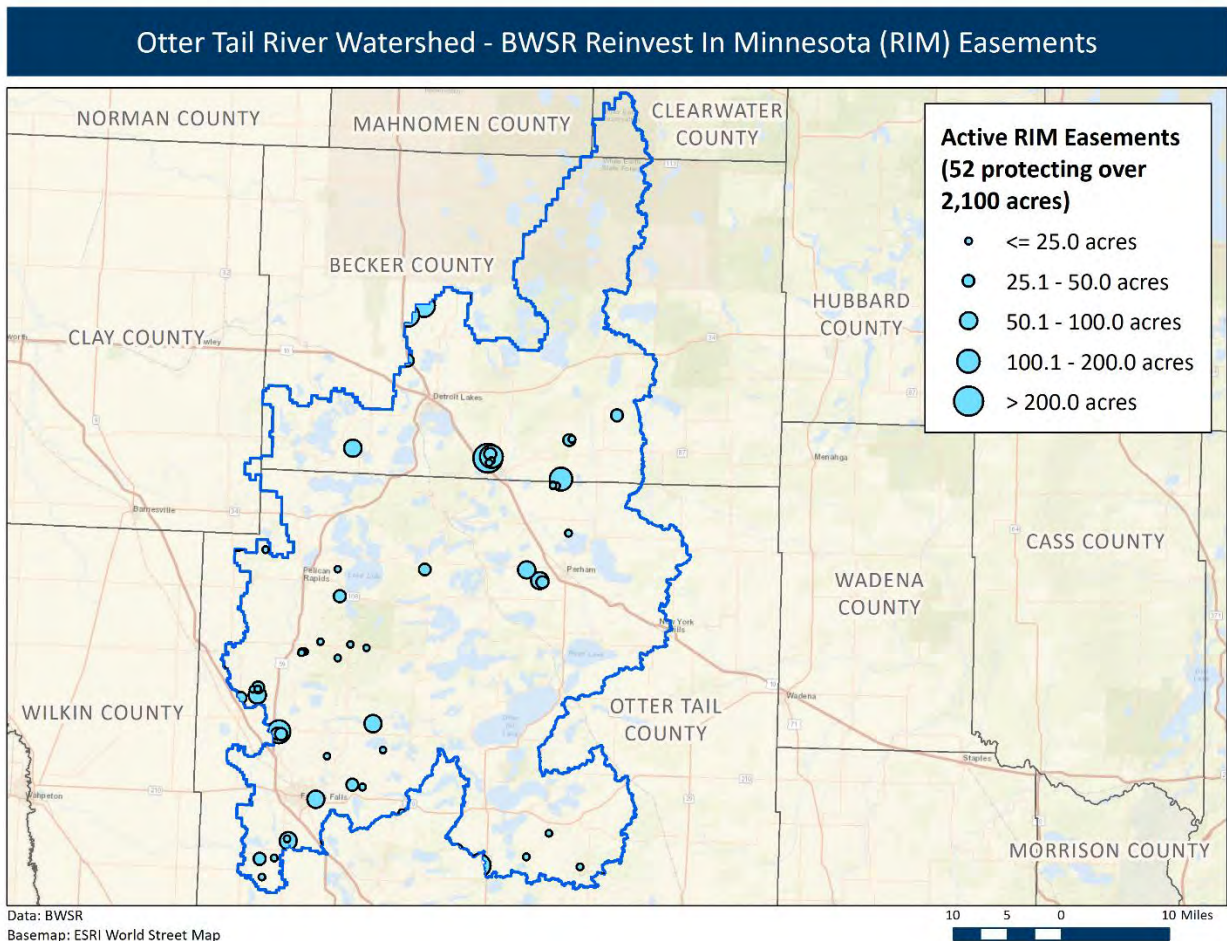 Otter Tail River Watershed - BWSR Reinvest In Minnesota (RIM) Easements
NORMAN COUNTY
MAHNOMEN COUNTY
CLEARWATER
COUNTY
Active RIM Easements
(52 protecting over
2,100 acres)
<= 25.0 acres
25.1 - 50.0 acres
50.1 - 100.0 acres
100.1 - 200.0 acres
> 200.0 acres
BECKER COUNTY
HUBBARD
COUNTY
CLAY COUNTY
Detroit Lakes
Menahga
Barnesville
CASS COUNTY
Pelican
Rapids
Perham
WADENA
COUNTY
New York
Mills
WILKIN COUNTY
OTTER TAIL
COUNTY
Wadena
Staples
Falls
MORRISON COUNTY
Data: BWSR
Basemap: ESRI World Street Map
10 5 0 10 Miles